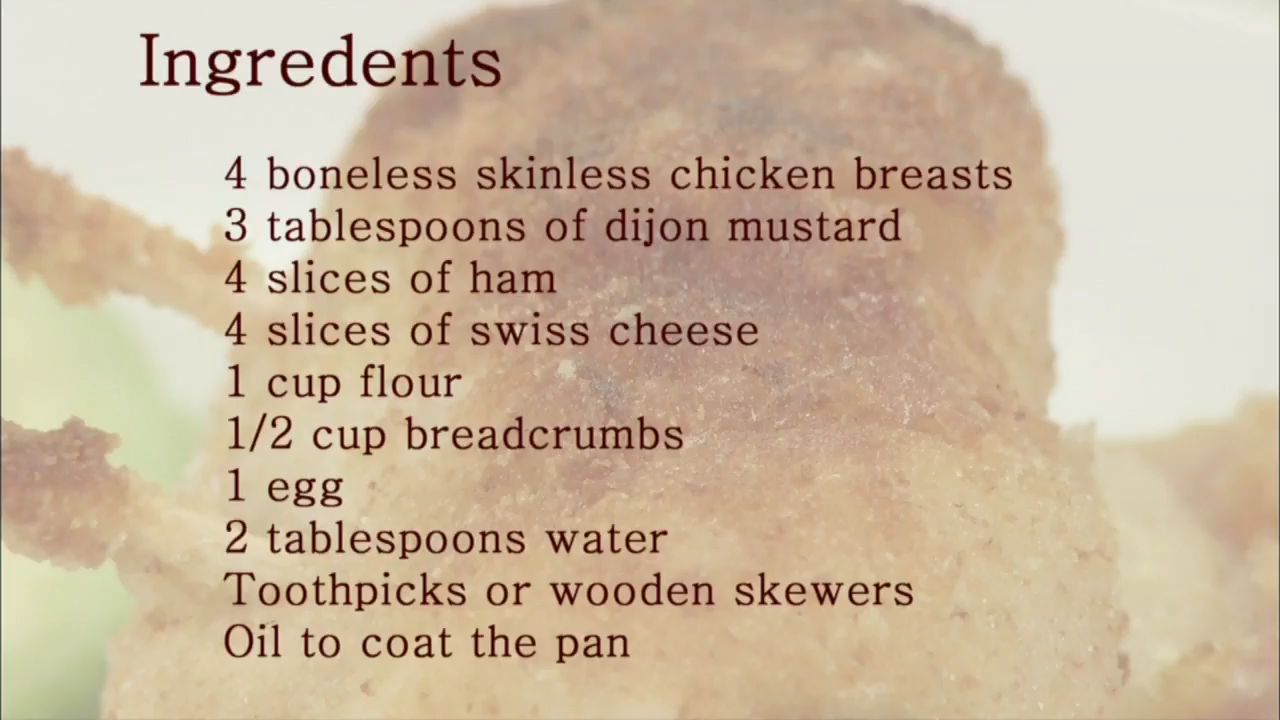 Ingredents
4 boneless skinless chicken breasts
3 tablespoons of dijon mustard
4 slices of ham
4 slices of swiss cheese
1 cup flour
1/2 cup breadcrumbs
1 egg
2 tablespoons water
Toothpicks or wooden skewers
Oil to coat the pan